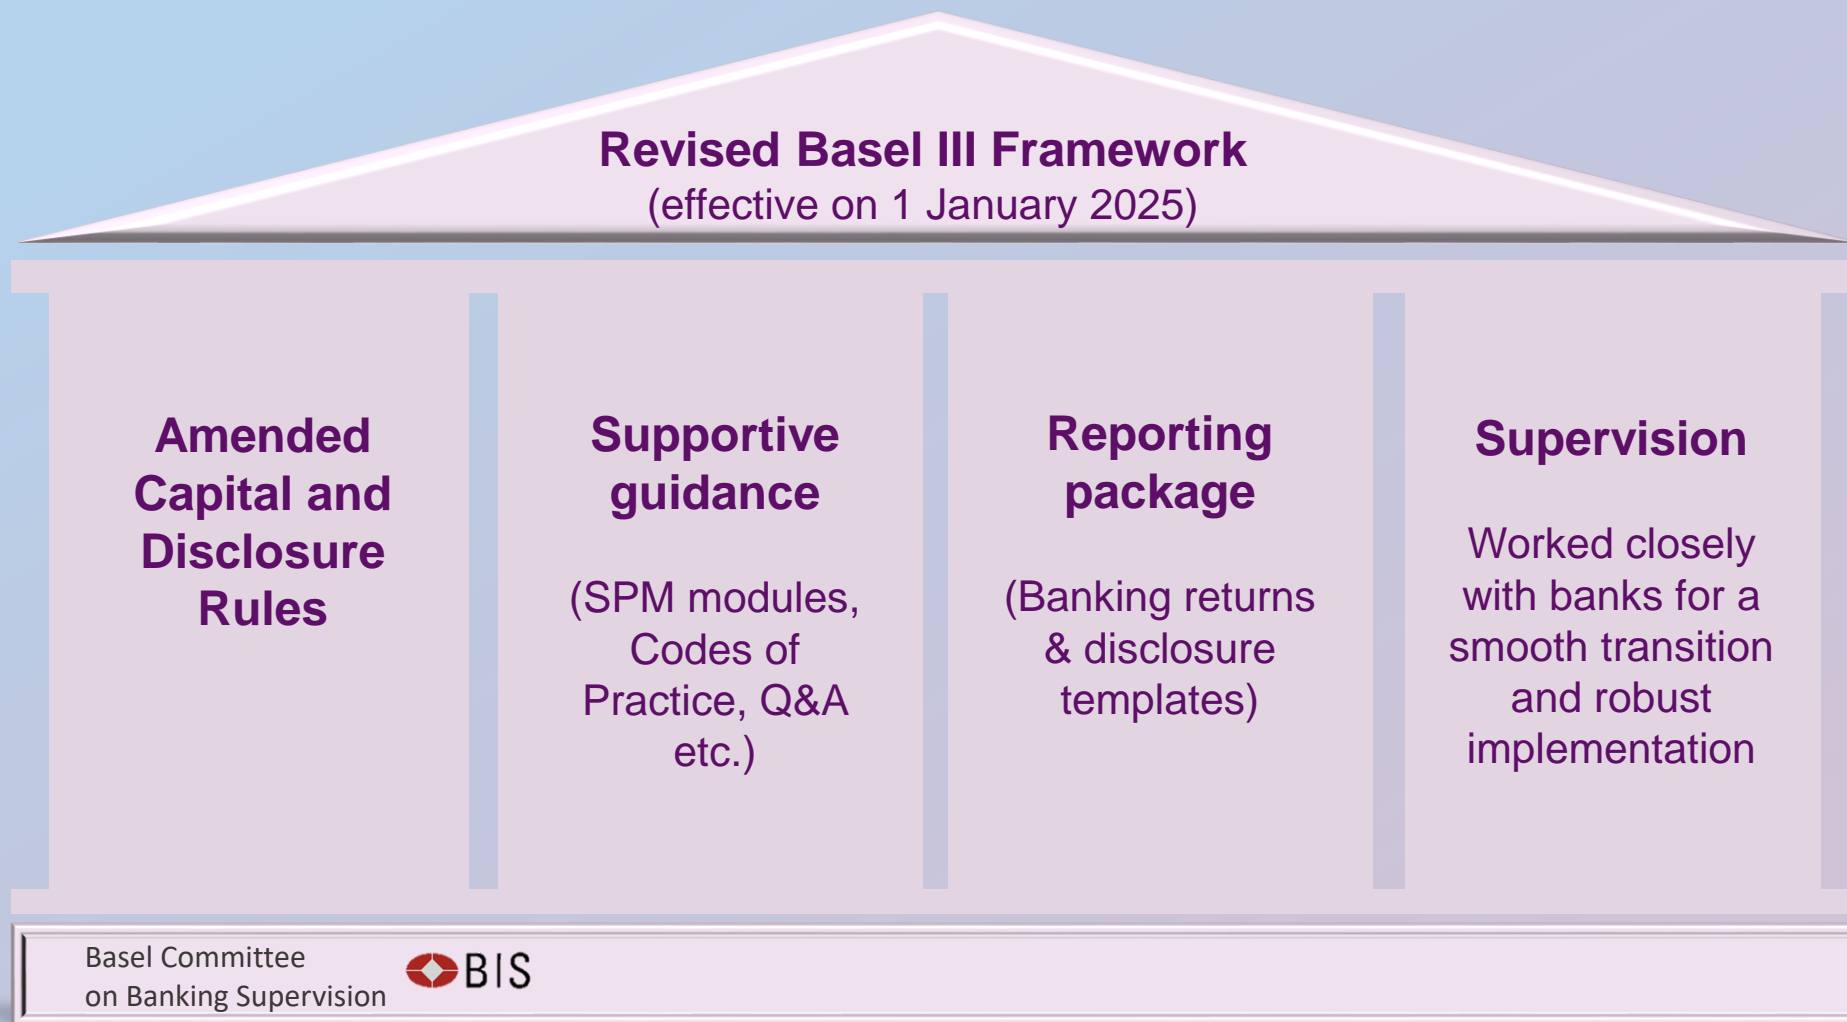 Revised Basel III Framework
(effective on 1 January 2025)
Amended
Capital and
Disclosure
Rules
Supportive
guidance
(SPM modules,
Codes of
Practice, Q&A
etc.)
Reporting
package
(Banking returns
& disclosure
templates)
Supervision
Worked closely
with banks for a
smooth transition
and robust
implementation
Basel Committee
on Banking Supervision
BIS